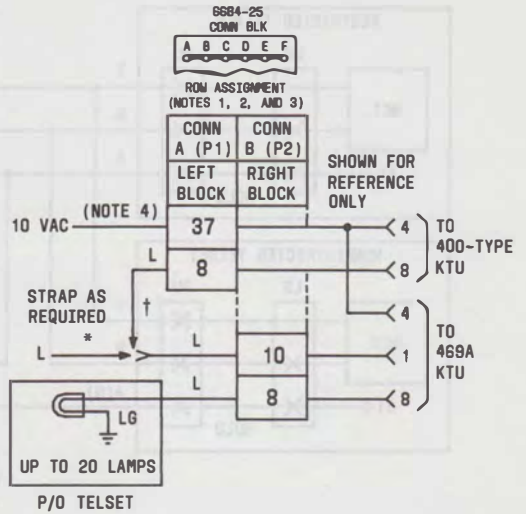 66B4-25
CONN BLK
A B C D E F
ROW ASSIGNMENT
(NOTES 1, 2, AND 3)
CONN A (P1)
CONN B (P2)
LEFT BLOCK
RIGHT BLOCK
SHOWN FOR
REFERENCE
ONLY
10 VAC
(NOTE 4)
37
4
L
8
8
TO
400-TYPE
KTU
STRAP AS
REQUIRED
*
†
4
L
L
10
1
TO
469A
KTU
L
8
8
LG
UP TO 20 LAMPS
P/O TELSET